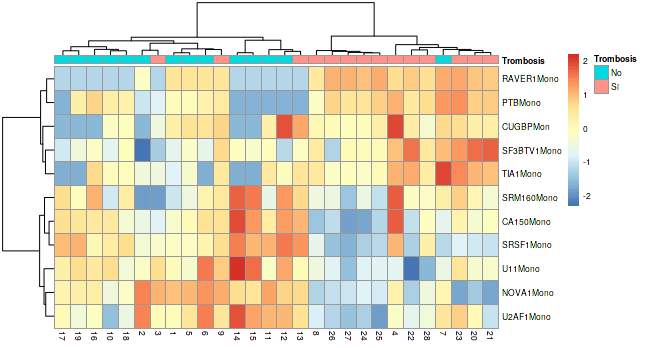 Trombosis
RAVER1Mono
PTBMono
CUGBPMon
SF3BTV1Mono
TIA1Mono
SRM160Mono
CA150Mono
SRSF1Mono
U11Mono
NOVA1Mono
U2AF1Mono
17 19 16 10 18 2 3 1 5 6 9 14 15 11 12 13 8 26 27 24 25 4 22 28 7 23 20 21
2
1
0
-1
-2
Trombosis
No
SI